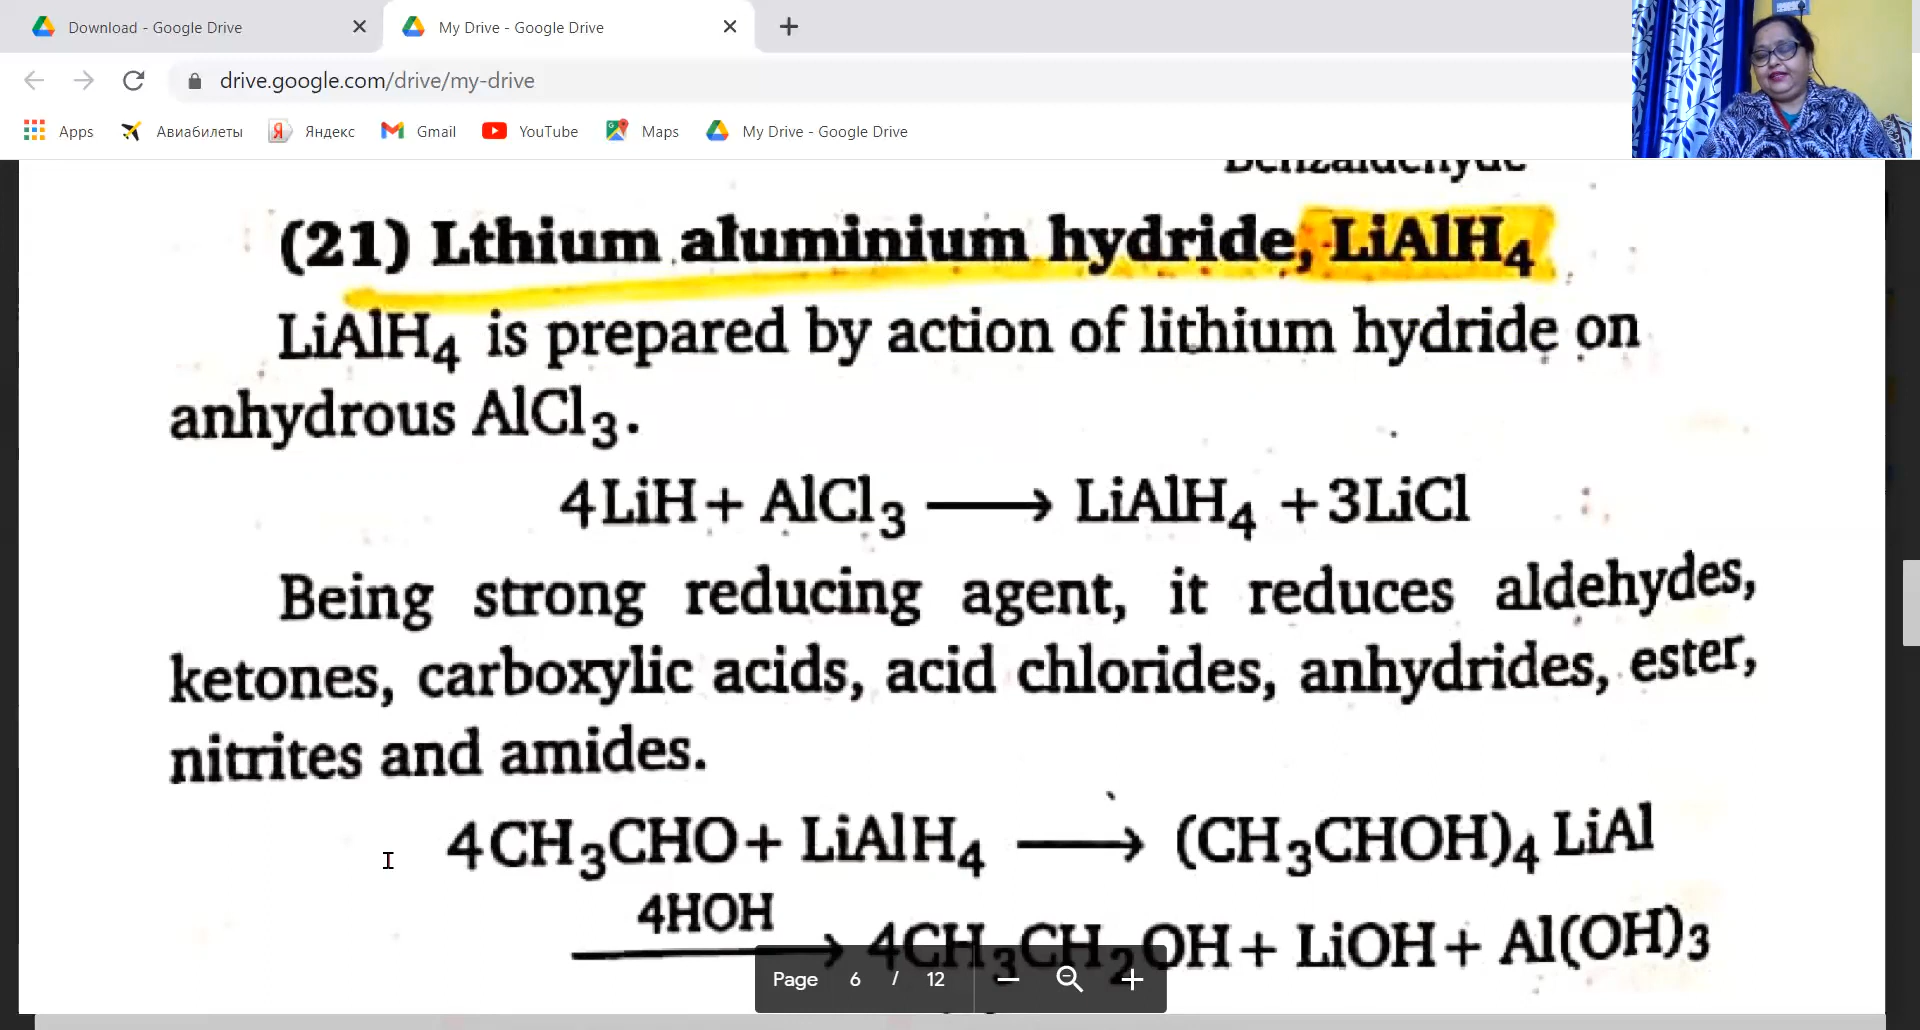 Download - Google Drive
My Drive - Google Drive
drive.google.com/drive/my-drive
Apps
Авиабилеты
Яндекс
Gmail
YouTube
Maps
My Drive - Google Drive
Benzaldehyde
(21) Lthium aluminium hydride, LiAlH4
LiAlH4 is prepared by action of lithium hydride on
anhydrous AlCl3.
4LiH + AlCl3 ⟶ LiAlH4 + 3LiCl
Being strong reducing agent, it reduces aldehydes,
ketones, carboxylic acids, acid chlorides, anhydrides, ester,
nitrites and amides.
4CH3CHO + LiAlH4 ⟶ (CH3CHOH)4 LiAl
4HOH
⟶ 4CH3CH2OH + LiOH + Al(OH)3
Page 6 / 12